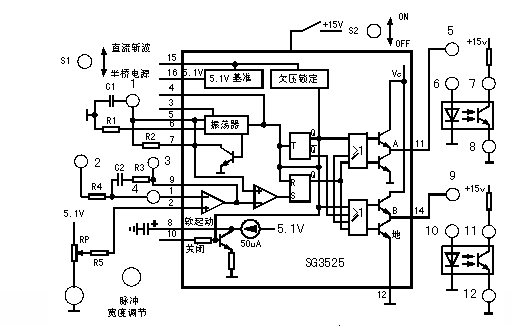 ON
+15V
S2
OFF
直流斩波
S1
半桥电源
15
16
5.1V
5.1V 基准
欠压锁定
Vc
5
+15v
6
7
8
4
3
C1
1
5
6
R1
R2
7
振荡器
Q
T
Q
≥1
A
11
2
C2
R3
3
9
4
1
R4
2
R
S
Q
≥1
B
14
地
9
+15v
10
11
12
5.1V
RP
R5
8
软起动
10
关闭
50uA
5.1V
SG3525
12
脉冲
宽度调节